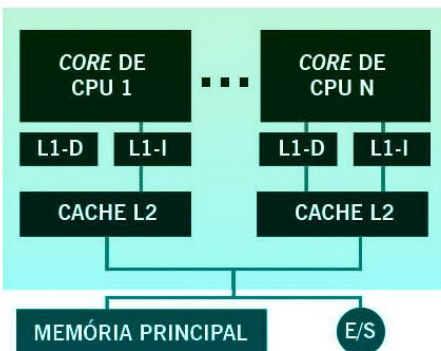 CORE DE
CPU 1
...
CORE DE
CPU N
L1-D
L1-I
L1-D
L1-I
CACHE L2
CACHE L2
MEMÓRIA PRINCIPAL
E/S